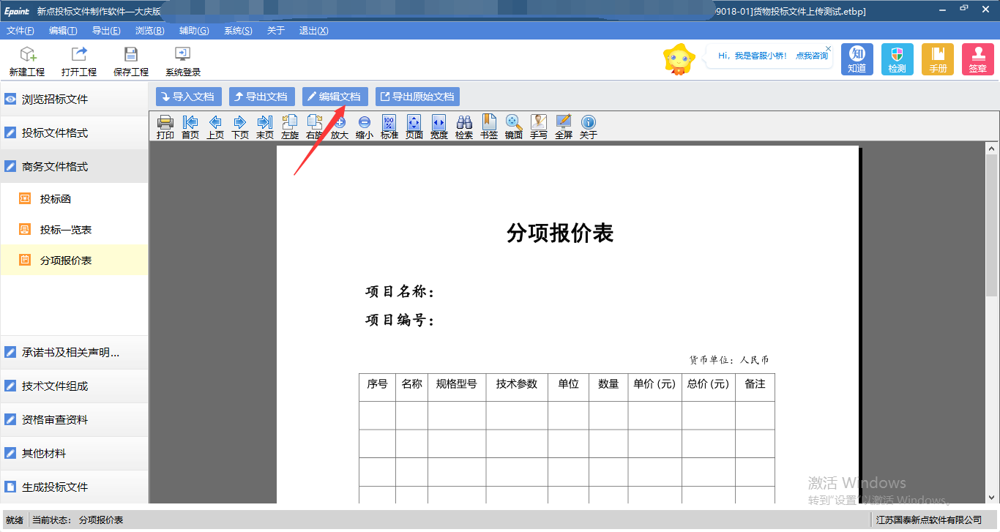 Epoint 新点投标文件制作软件—大庆版 9018-01]货物投标文件上传测试.etbp]
文件(F) 编辑(T) 导出(E) 浏览(B) 辅助(G) 系统(S) 关于 退出(X)
新建工程 打开工程 保存工程 系统登录
Hi，我是客服小桥！ 点我咨询
知 知道 检测 手册 签章
导入文档 导出文档 编辑文档 导出原始文档
打印 首页 上页 下页 末页 左旋 右旋 放大 缩小 100% 标准 页面 宽度 检索 书签 镜面 手写 全屏 关于
浏览招标文件
投标文件格式
商务文件格式
投标函
投标一览表
分项报价表
承诺书及相关声明...
技术文件组成
资格审查资料
其他材料
生成投标文件
分项报价表
项目名称：
项目编号：
货币单位：人民币
序号 名称 规格型号 技术参数 单位 数量 单价 (元) 总价 (元) 备注
激活 Windows
转到"设置"以激活 Windows。
就绪 当前状态： 分项报价表 江苏国泰新点软件有限公司